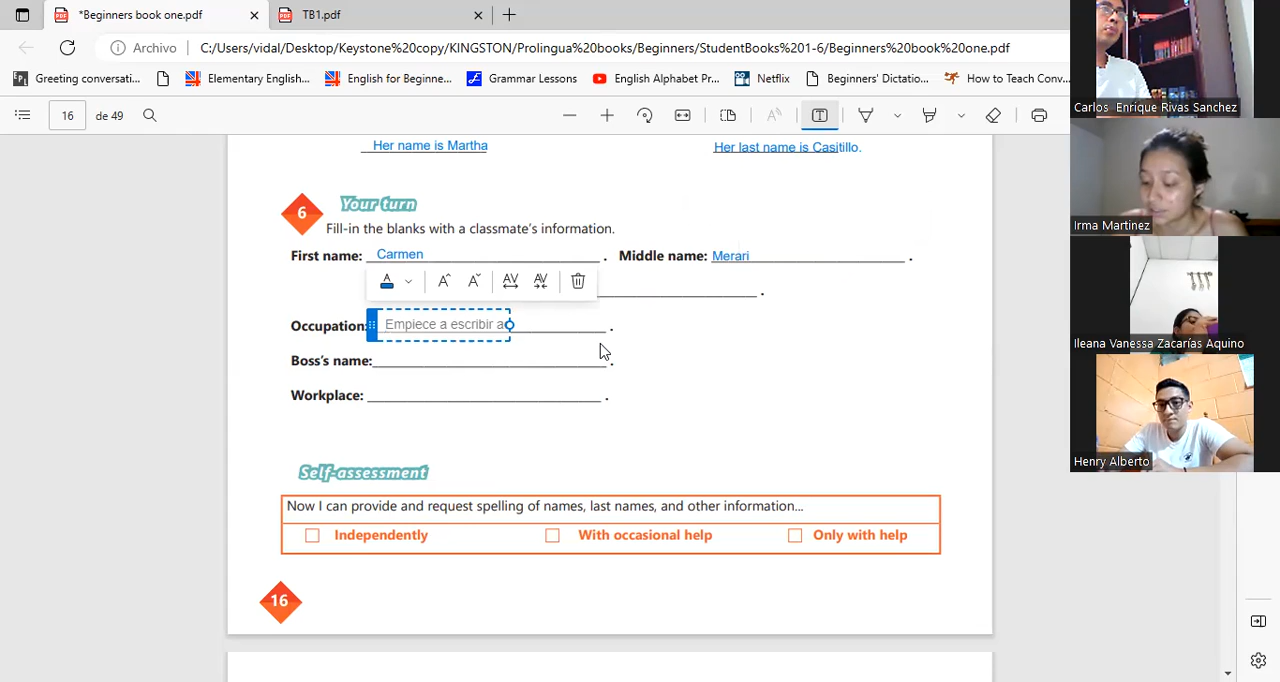 *Beginners book one.pdf
TB1.pdf
Archivo
C:/Users/vidal/Desktop/Keystone%20copy/KINGSTON/Prolingua%20books/Beginners/StudentBooks%201-6/Beginners%20book%20one.pdf
Greeting conversati...
Elementary English...
English for Beginne...
Grammar Lessons
English Alphabet Pr...
Netflix
Beginners' Dictatio...
How to Teach Conv...
16 de 49
Her name is Martha
Her last name is Casitillo.
6 Your turn
Fill-in the blanks with a classmate's information.
First name: Carmen . Middle name: Merari .
.
Occupation: Empiece a escribir a .
Boss's name: .
Workplace: .
Self-assessment
Now I can provide and request spelling of names, last names, and other information...
Independently With occasional help Only with help
16
Carlos Enrique Rivas Sanchez
Irma Martinez
Ileana Vanessa Zacarías Aquino
Henry Alberto